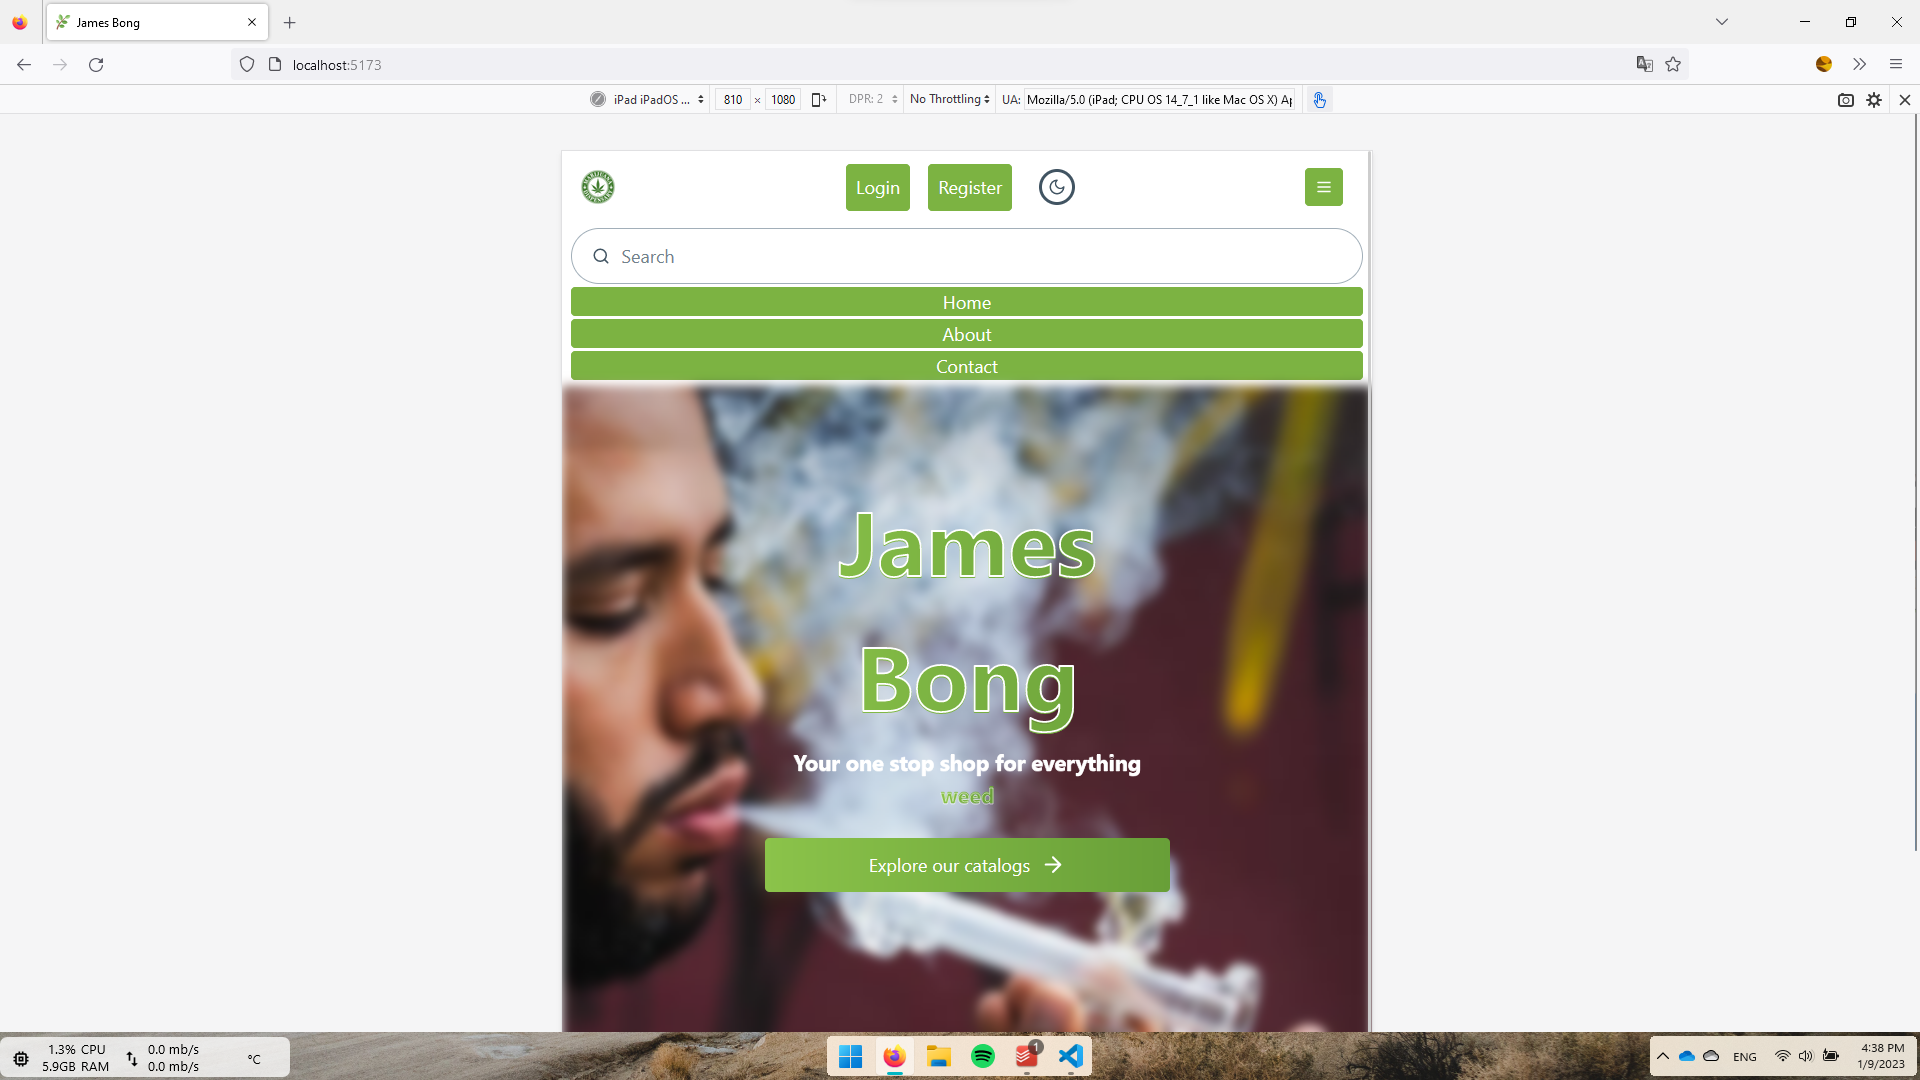 James Bong
localhost:5173
iPad iPadOS ... 810 × 1080 DPR: 2 No Throttling UA: Mozilla/5.0 (iPad; CPU OS 14_7_1 like Mac OS X) Ap
Login Register
Search
Home
About
Contact
James
Bong
Your one stop shop for everything
weed
Explore our catalogs
1.3% CPU 0.0 mb/s
5.9GB RAM 0.0 mb/s
°C
1
ENG
4:38 PM
1/9/2023